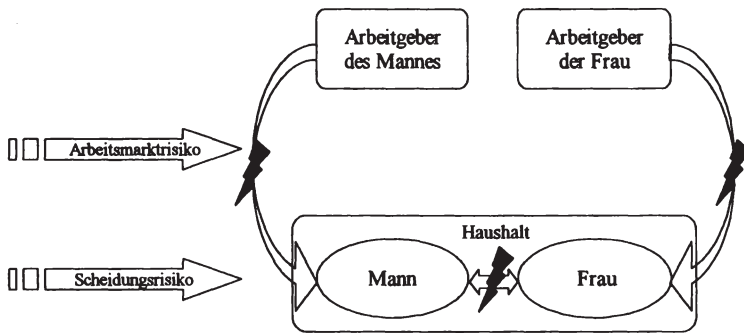 Arbeitgeber
des Mannes
Arbeitgeber
der Frau
Arbeitsmarktrisiko
Haushalt
Mann
Frau
Scheidungsrisiko